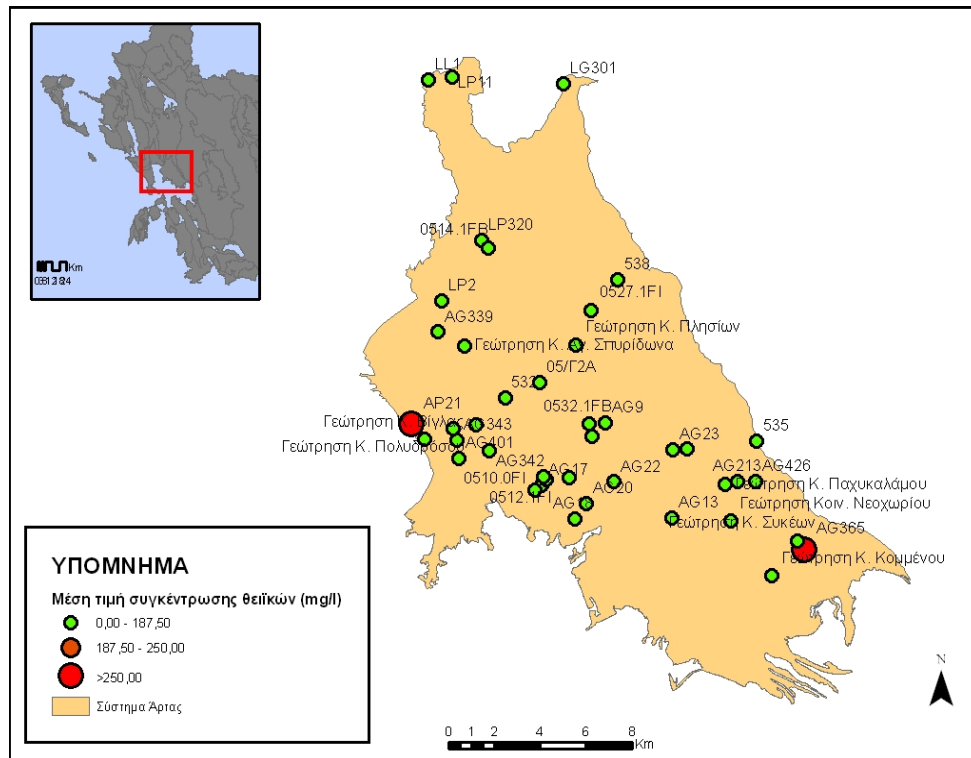 LL1
LP11
LG301
Km
0514.1FB
LP320
538
0527.1FI
LP2
AG339
Γεώτρηση Κ. Πλησίων
Γεώτρηση Κ. Αγ. Σπυρίδωνα
05/Γ2Α
532
AP21
0532.1FB
AG9
Γεώτρηση Κ. Βίγλας
AG343
Γεώτρηση Κ. Πολυδρόσου
AG401
535
AG23
AG342
AG17
AG22
AG213
AG426
0510.0FI
Γεώτρηση Κ. Παχυκαλάμου
0512.1FI
AG20
AG13
Γεώτρηση Κοιν. Νεοχωρίου
Γεώτρηση Κ. Συκέων
AG365
Γεώτρηση Κ. Κομμένου
ΥΠΟΜΝΗΜΑ
Μέση τιμή συγκέντρωσης θειϊκών (mg/l)
0,00 - 187,50
187,50 - 250,00
>250,00
Σύστημα Άρτας
N
0 1 2 4 6 8
Km